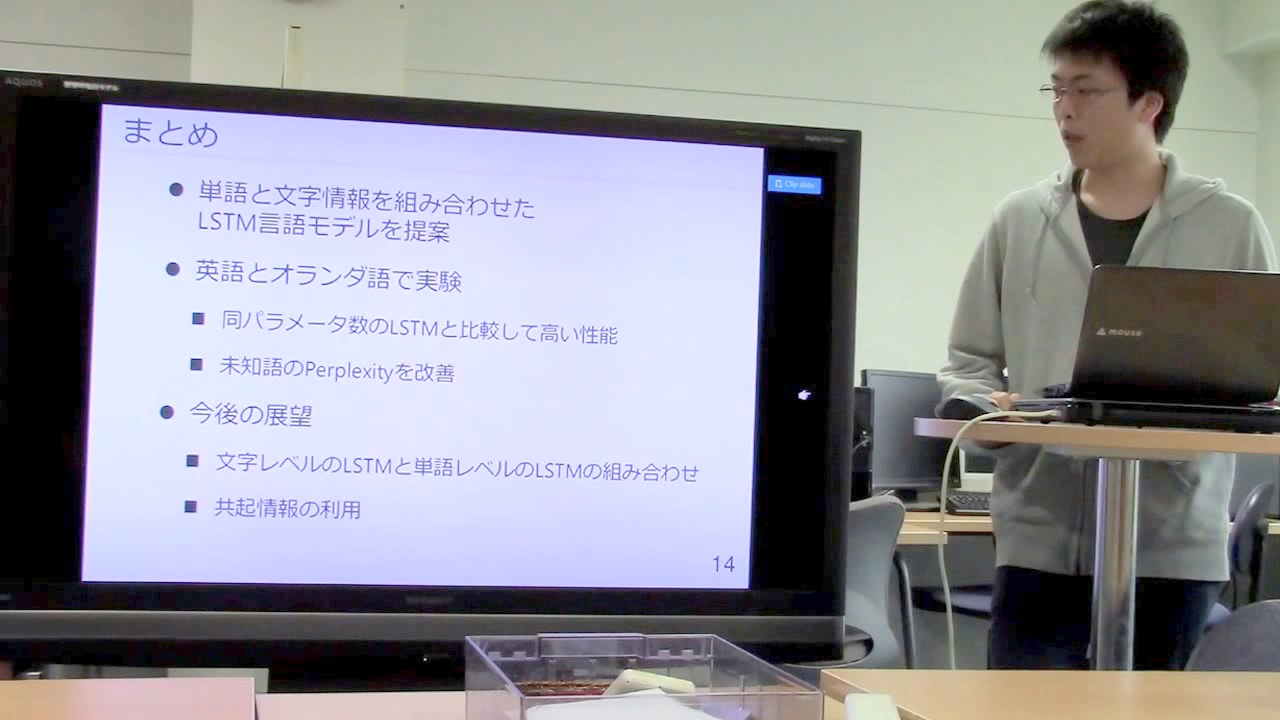 AQUOS
まとめ
● 単語と文字情報を組み合わせた
LSTM言語モデルを提案
● 英語とオランダ語で実験
■ 同パラメータ数のLSTMと比較して高い性能
■ 未知語のPerplexityを改善
● 今後の展望
■ 文字レベルのLSTMと単語レベルのLSTMの組み合わせ
■ 共起情報の利用
14
Clip slide
mouse